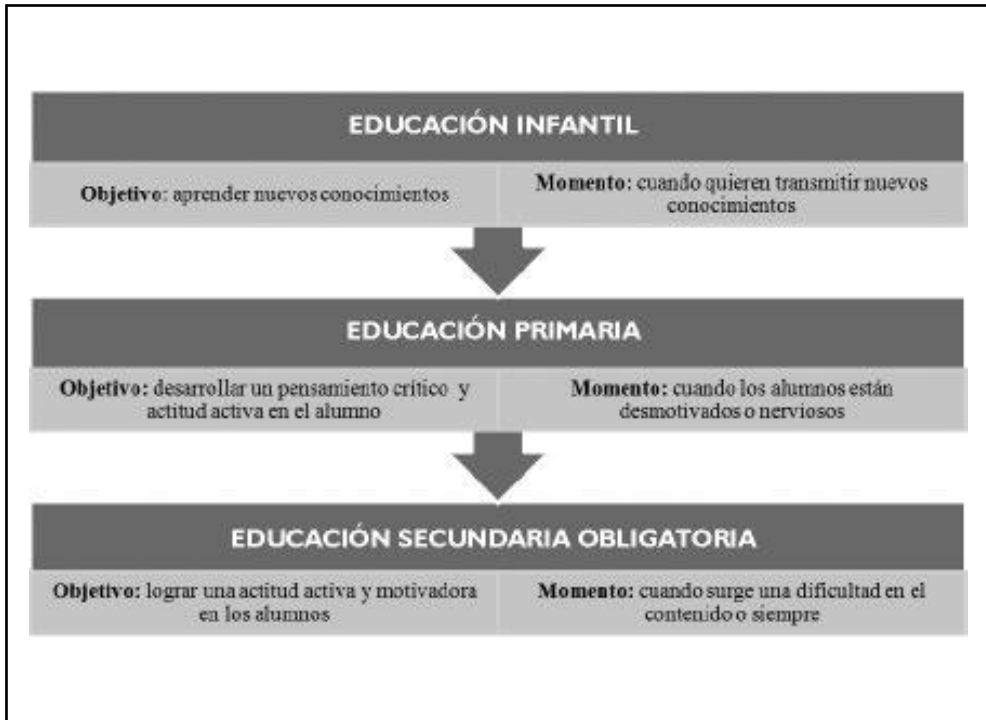 EDUCACIÓN INFANTIL
Objetivo: aprender nuevos conocimientos
Momento: cuando quieren transmitir nuevos
conocimientos
EDUCACIÓN PRIMARIA
Objetivo: desarrollar un pensamiento crítico y
actitud activa en el alumno
Momento: cuando los alumnos están
desmotivados o nerviosos
EDUCACIÓN SECUNDARIA OBLIGATORIA
Objetivo: lograr una actitud activa y motivadora
en los alumnos
Momento: cuando surge una dificultad en el
contenido o siempre